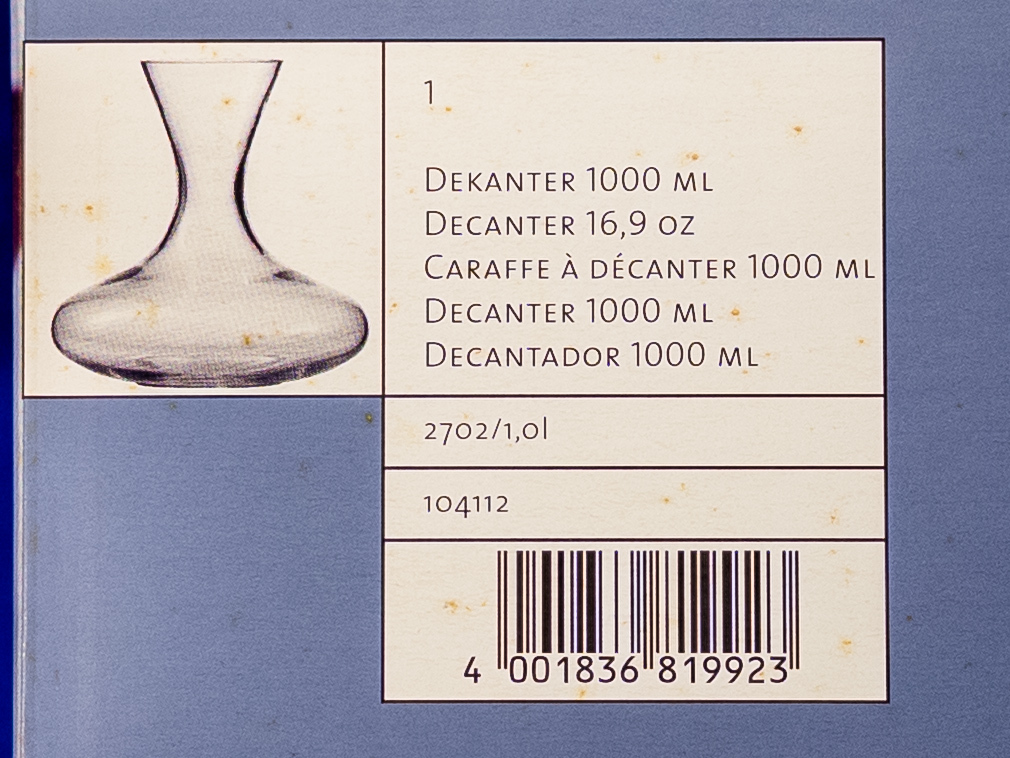 1
DEKANTER 1000 ML
DECANTER 16,9 OZ
CARAFFE À DÉCANTER 1000 ML
DECANTER 1000 ML
DECANTADOR 1000 ML
2702/1,0l
104112
4 001836 819923